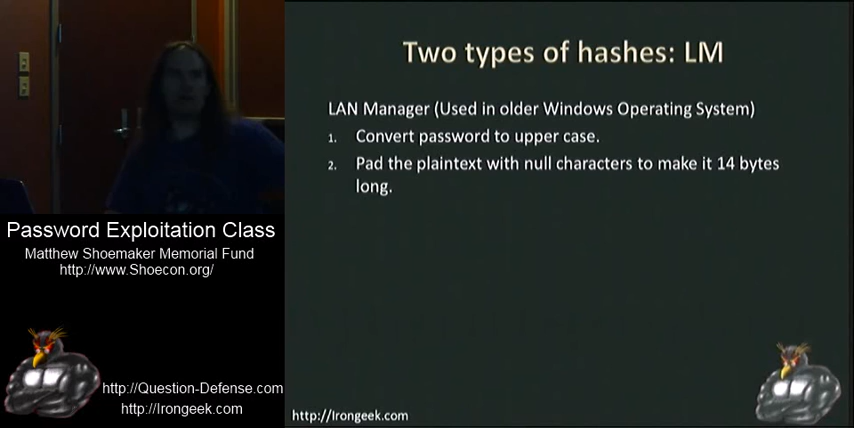 Two types of hashes: LM
LAN Manager (Used in older Windows Operating System)
1. Convert password to upper case.
2. Pad the plaintext with null characters to make it 14 bytes
long.
Password Exploitation Class
Matthew Shoemaker Memorial Fund
http://www.Shoecon.org/
http://Question-Defense.com
http://Irongeek.com
http://Irongeek.com